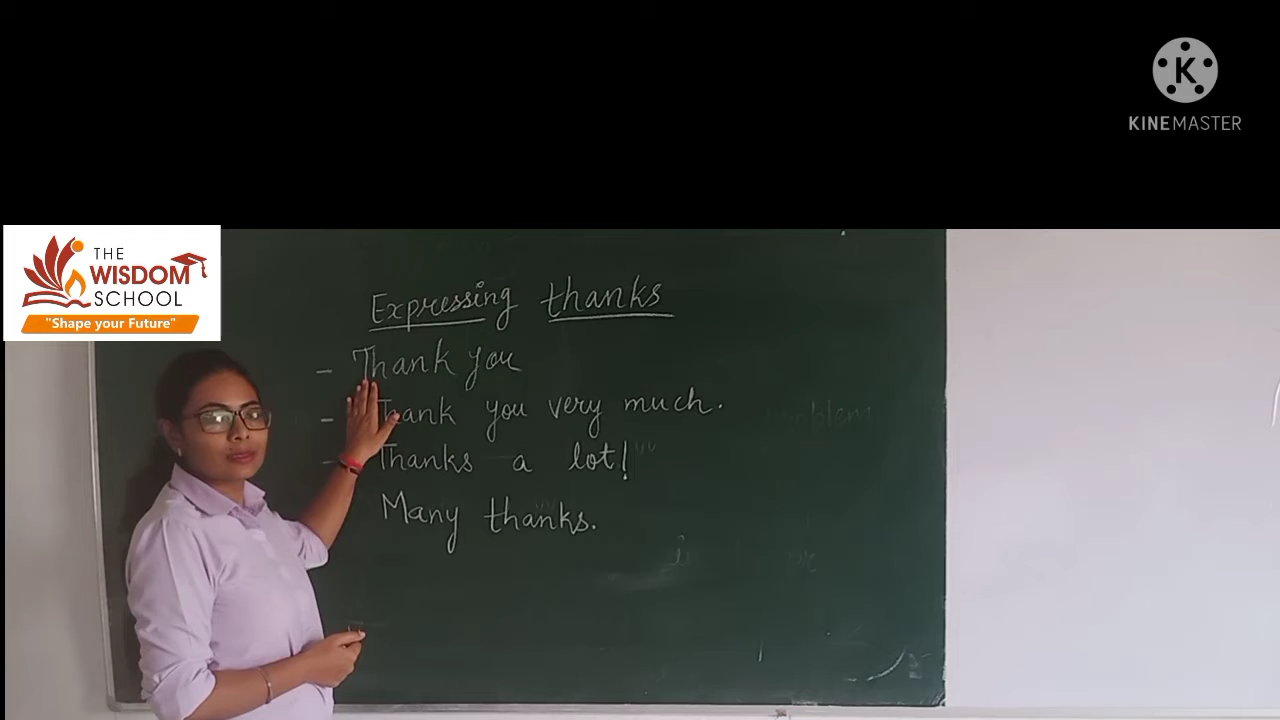 KINEMASTER
THE
WISDOM
SCHOOL
"Shape your Future"
Expressing thanks
- Thank you
- Thank you very much.
- Thanks a lot!
Many thanks.